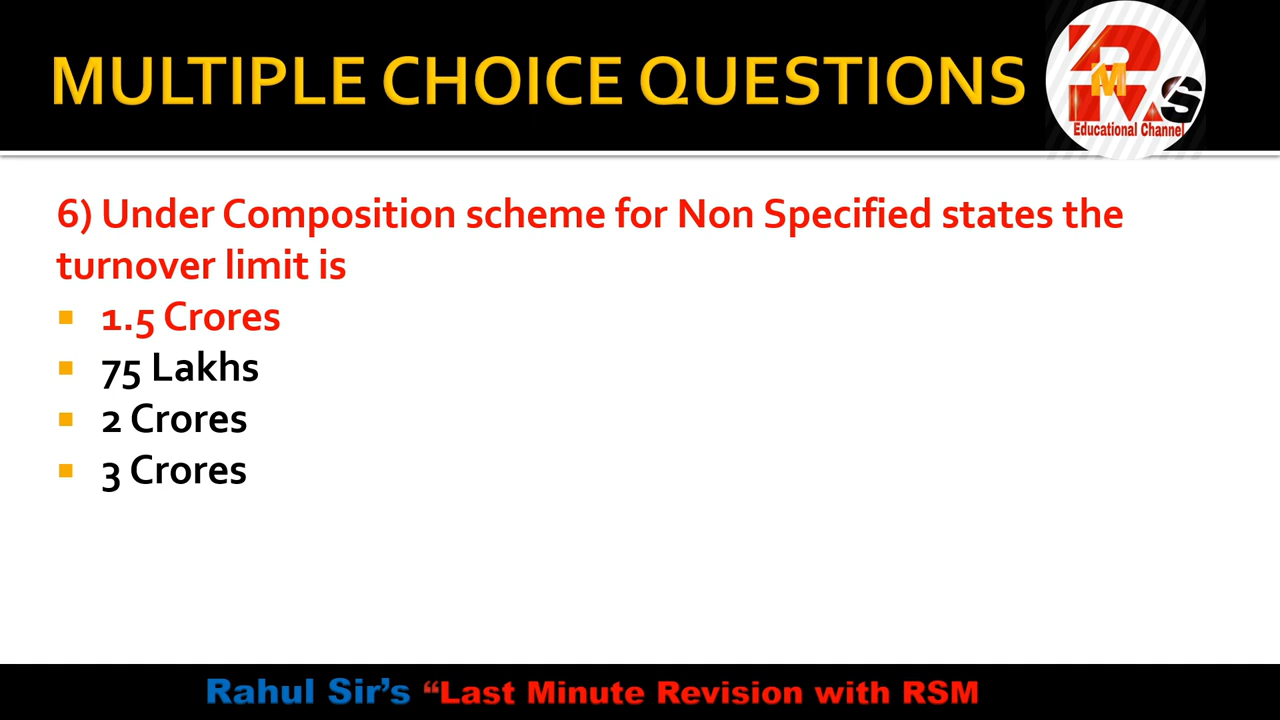 MULTIPLE CHOICE QUESTIONS
RMS
Educational Channel
6) Under Composition scheme for Non Specified states the
turnover limit is
1.5 Crores
75 Lakhs
2 Crores
3 Crores
Rahul Sir's “Last Minute Revision with RSM